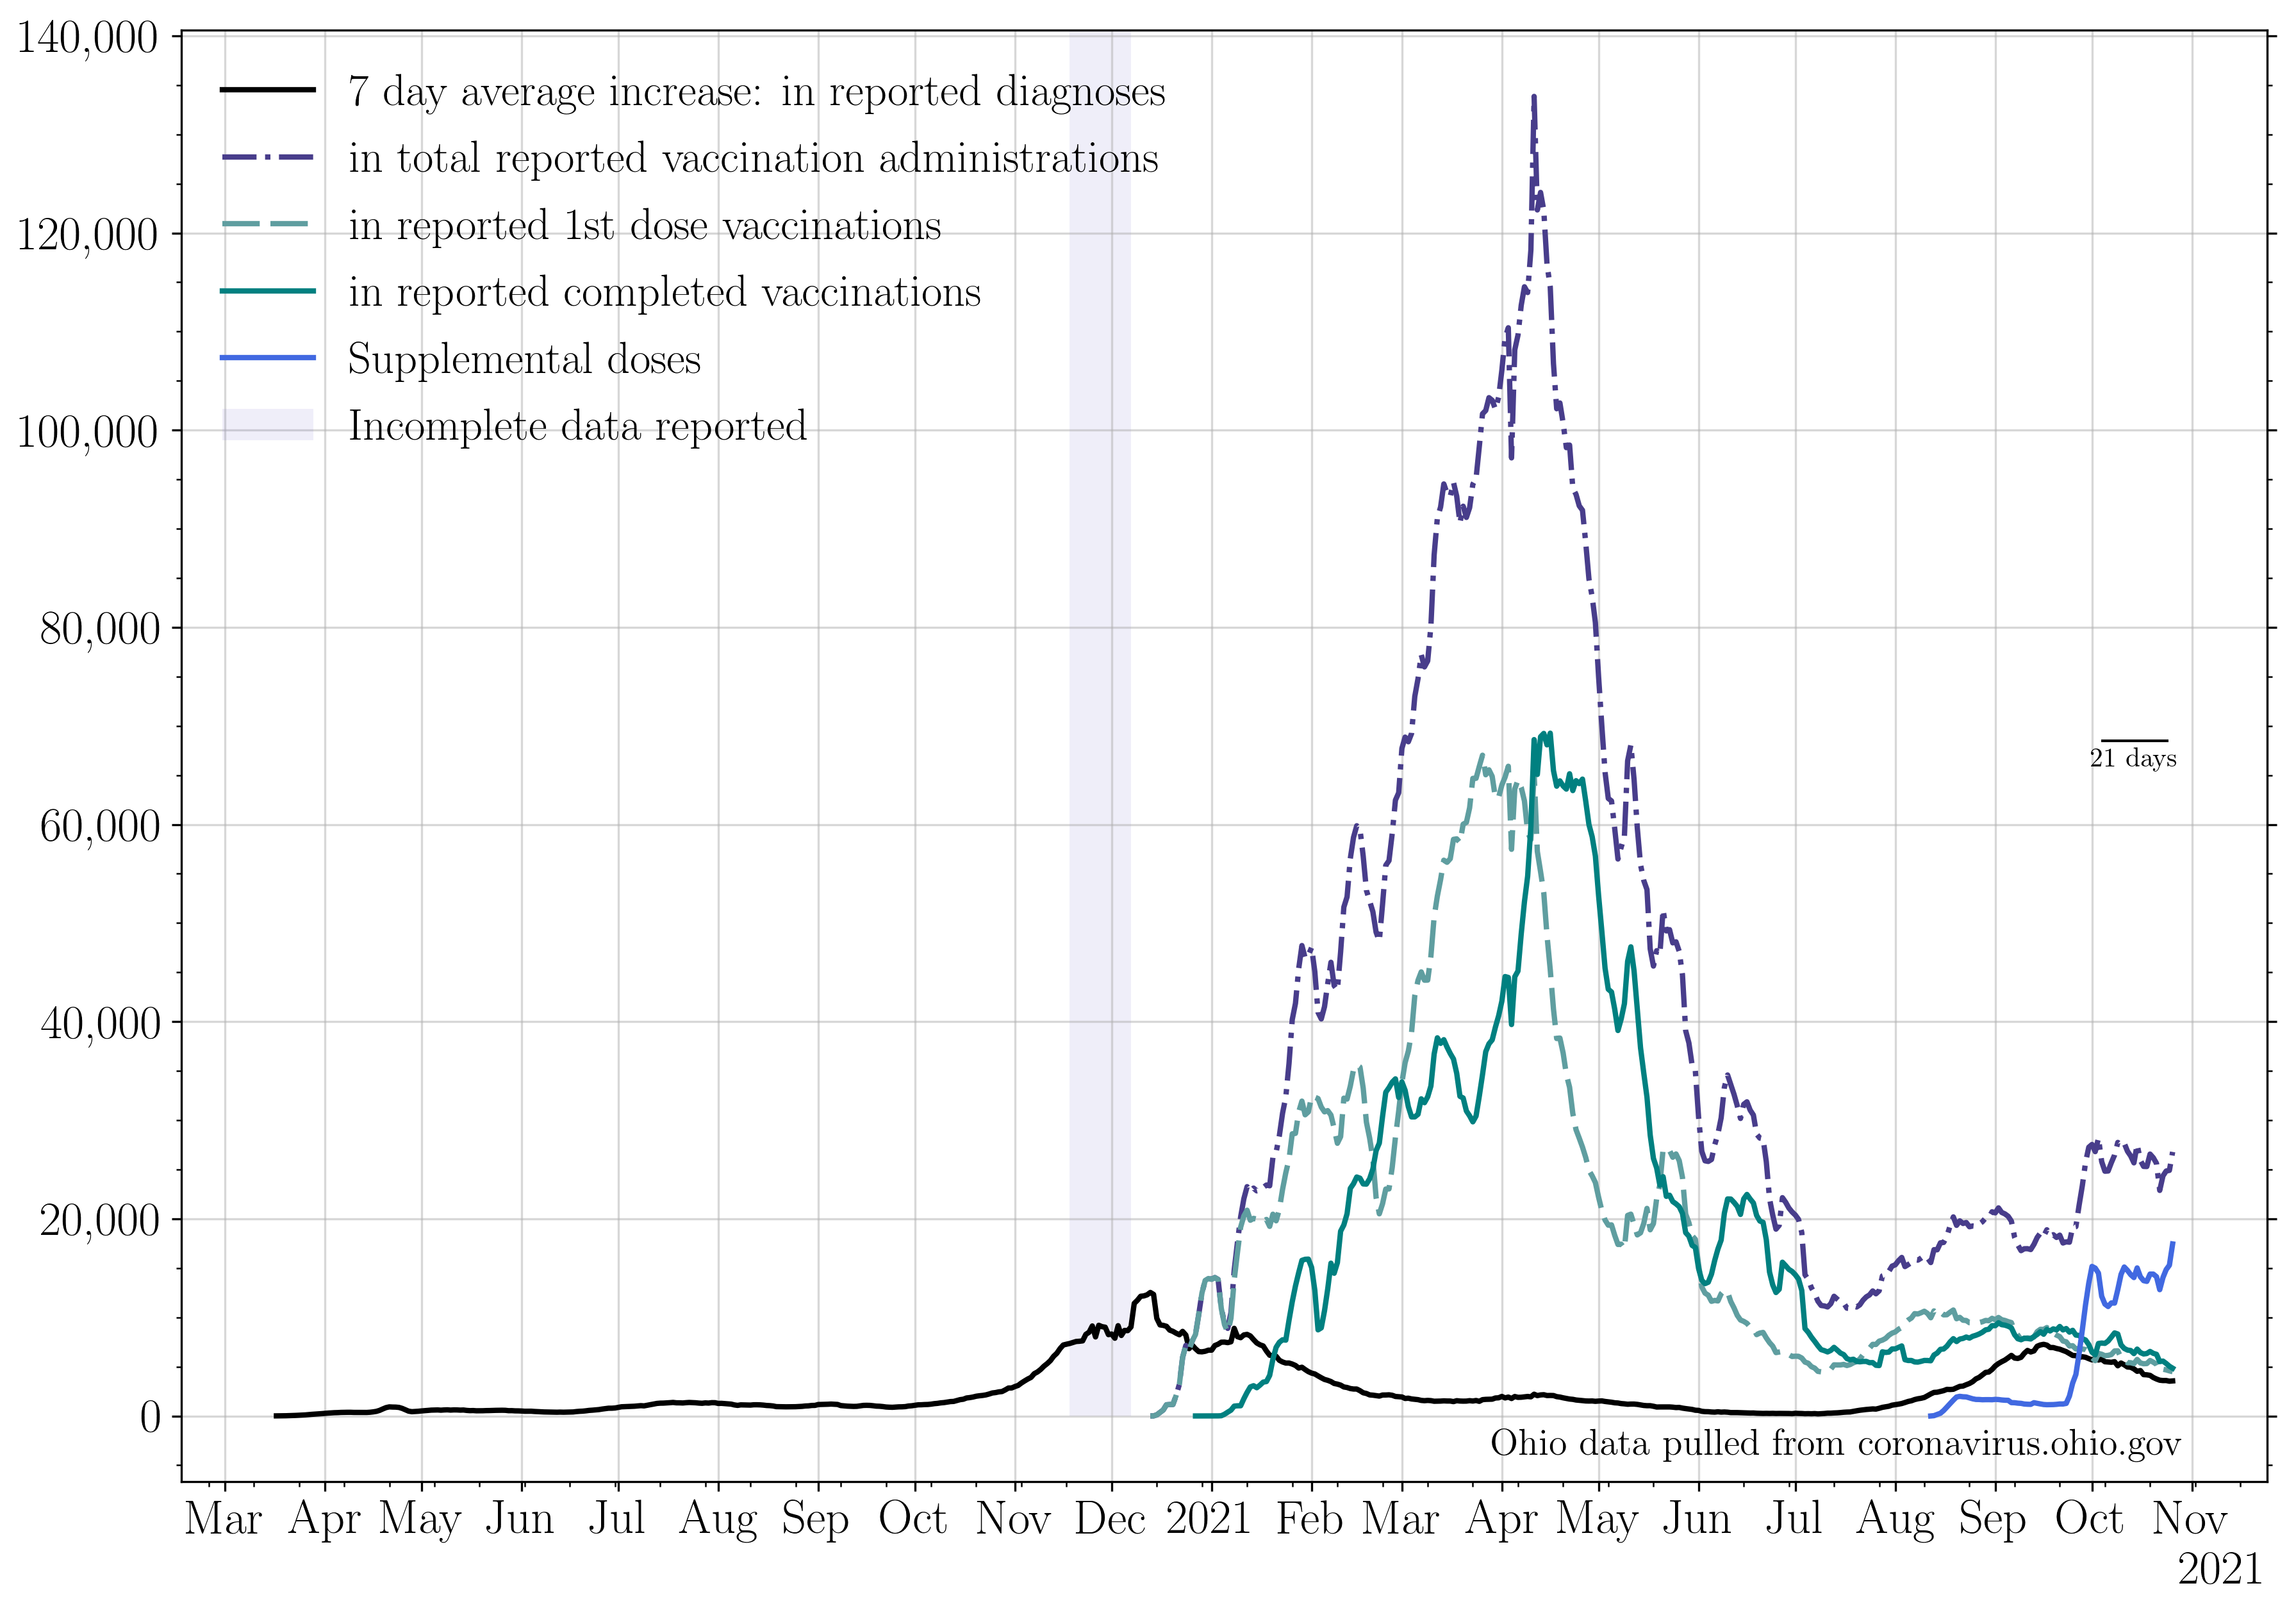 140,000
120,000
100,000
80,000
60,000
40,000
20,000
0
7 day average increase: in reported diagnoses
in total reported vaccination administrations
in reported 1st dose vaccinations
in reported completed vaccinations
Supplemental doses
Incomplete data reported
21 days
Ohio data pulled from coronavirus.ohio.gov
Mar Apr May Jun Jul Aug Sep Oct Nov Dec 2021 Feb Mar Apr May Jun Jul Aug Sep Oct Nov
2021